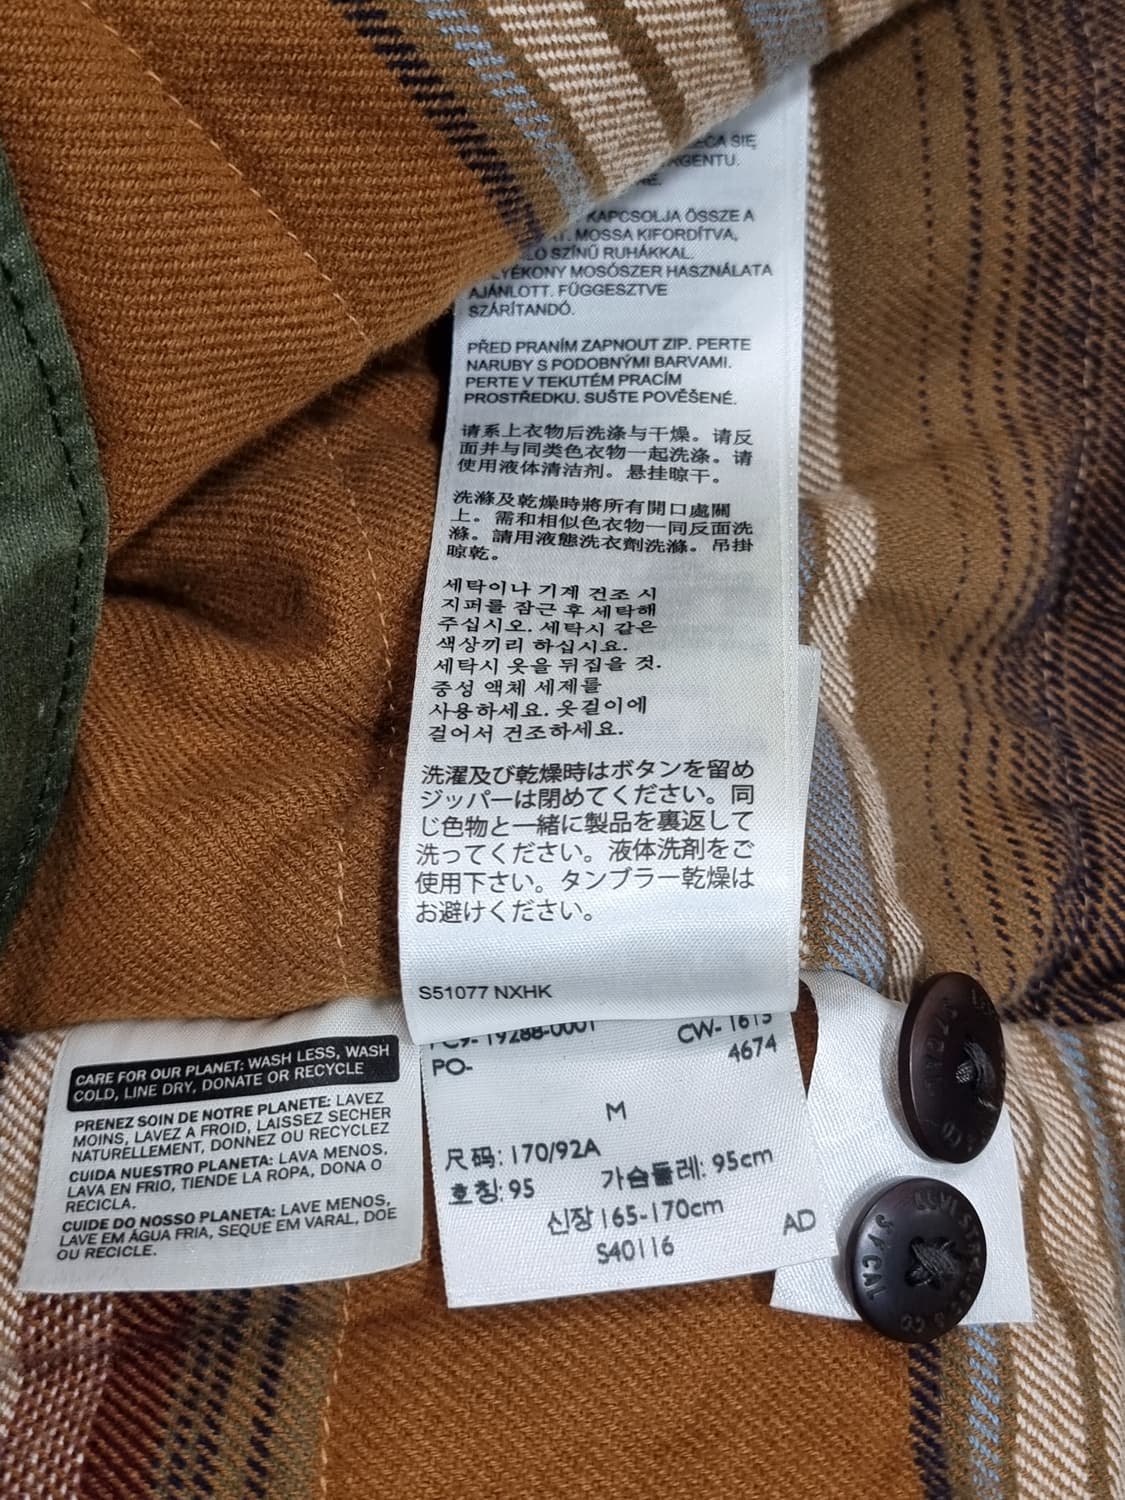 ECA SIĘ
RGENTU.
KAPCSOLJA ÖSSZE A
MOSSA KIFORDÍTVA,
SZÍNŰ RUHÁKKAL.
MOSÓSZER HASZNÁLATA
AJÁNLOTT. FÜGGESZTVE
SZÁRÍTANDÓ.
PŘED PRANÍM ZAPNOUT ZIP. PERTE
NARUBY S PODOBNÝMI BARVAMI.
PERTE V TEKUTÉM PRACÍM
PROSTŘEDKU. SUŠTE POVĚŠENÉ.
请系上衣物后洗涤与干燥。请反
面并与同类色衣物一起洗涤。请
使用液体清洁剂。悬挂晾干。
洗滌及乾燥時將所有開口處關
上。需和相似色衣物一同反面洗
滌。請用液態洗衣劑洗滌。吊掛
晾乾。
세탁이나 기계 건조 시
지퍼를 잠근 후 세탁해
주십시오. 세탁시 같은
색상끼리 하십시요.
세탁시 옷을 뒤집을 것.
중성 액체 세제를
사용하세요. 옷걸이에
걸어서 건조하세요.
洗濯及び乾燥時はボタンを留め
ジッパーは閉めてください。同
じ色物と一緒に製品を裏返して
洗ってください。液体洗剤をご
使用下さい。タンブラー乾燥は
お避けください。
S51077 NXHK
CARE FOR OUR PLANET: WASH LESS, WASH
COLD, LINE DRY, DONATE OR RECYCLE
PRENEZ SOIN DE NOTRE PLANETE: LAVEZ
MOINS, LAVEZ A FROID, LAISSEZ SECHER
NATURELLEMENT, DONNEZ OU RECYCLEZ
CUIDA NUESTRO PLANETA: LAVA MENOS,
LAVA EN FRIO, TIENDE LA ROPA, DONA O
RECICLA.
CUIDE DO NOSSO PLANETA: LAVE MENOS,
LAVE EM ÁGUA FRIA, SEQUE EM VARAL, DOE
OU RECICLE.
PC9-19288-0001 CW-1615
PO- 4674
M
尺码: 170/92A
호칭: 95 가슴둘레: 95cm
신장 165-170cm
S40116 AD
LEVI STRAUSS & CO
S.F.CAL